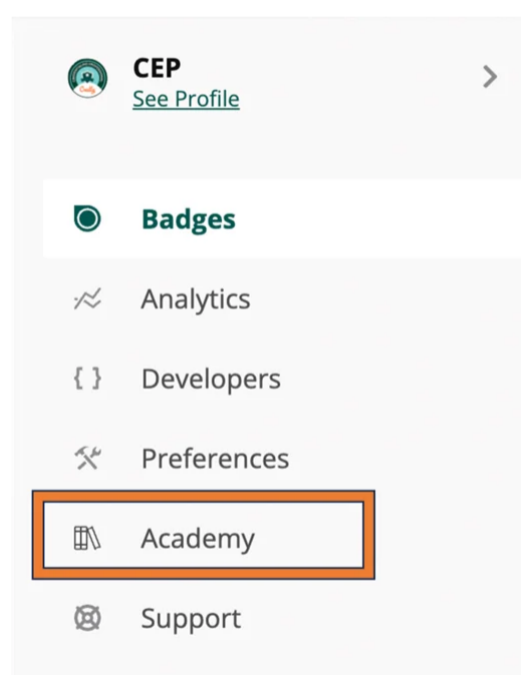 CEP
See Profile
Badges
Analytics
Developers
Preferences
Academy
Support